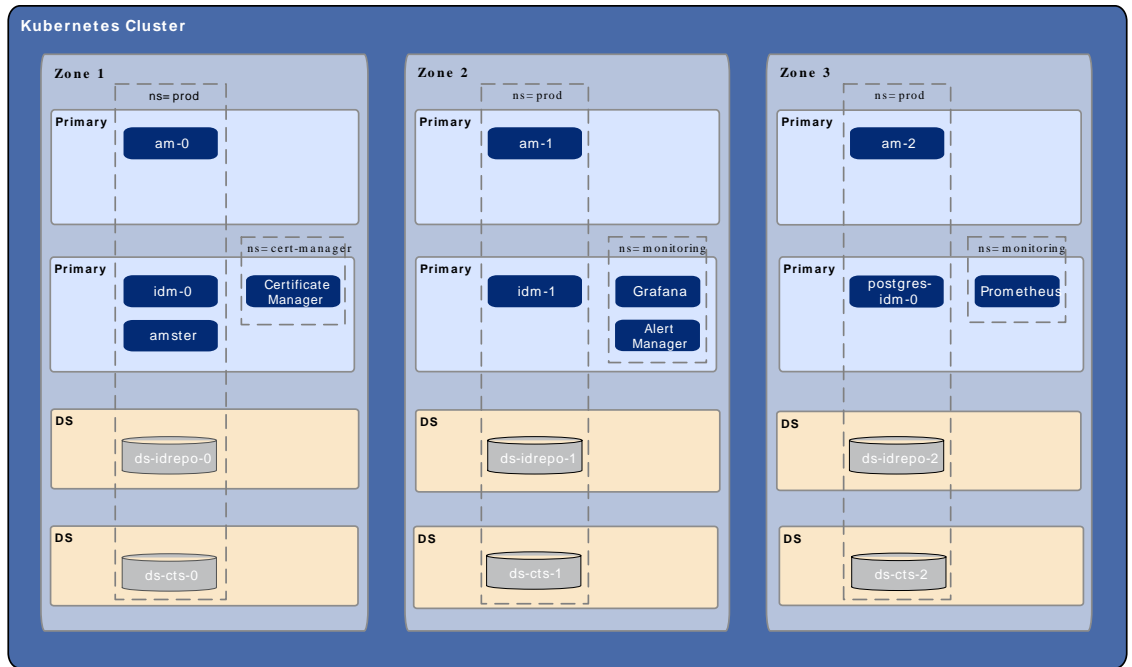 Kubernetes Cluster
Zone 1
ns=prod
Primary
am-0
ns=cert-manager
Primary
idm-0
Certificate
Manager
amster
DS
ds-idrepo-0
DS
ds-cts-0
Zone 2
ns=prod
Primary
am-1
ns=monitoring
Primary
idm-1
Grafana
Alert
Manager
DS
ds-idrepo-1
DS
ds-cts-1
Zone 3
ns=prod
Primary
am-2
ns=monitoring
Primary
postgres-
idm-0
Prometheus
DS
ds-idrepo-2
DS
ds-cts-2